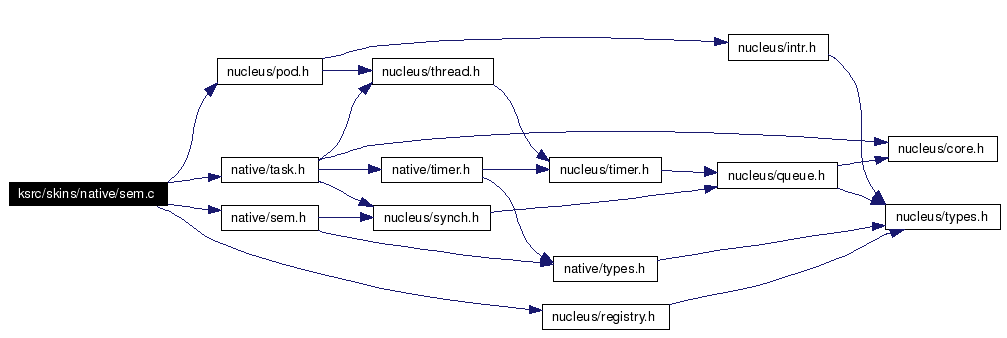 ksrc/skins/native/sem.c
nucleus/pod.h
native/task.h
native/sem.h
nucleus/thread.h
native/timer.h
nucleus/synch.h
nucleus/timer.h
native/types.h
nucleus/registry.h
nucleus/intr.h
nucleus/queue.h
nucleus/core.h
nucleus/types.h